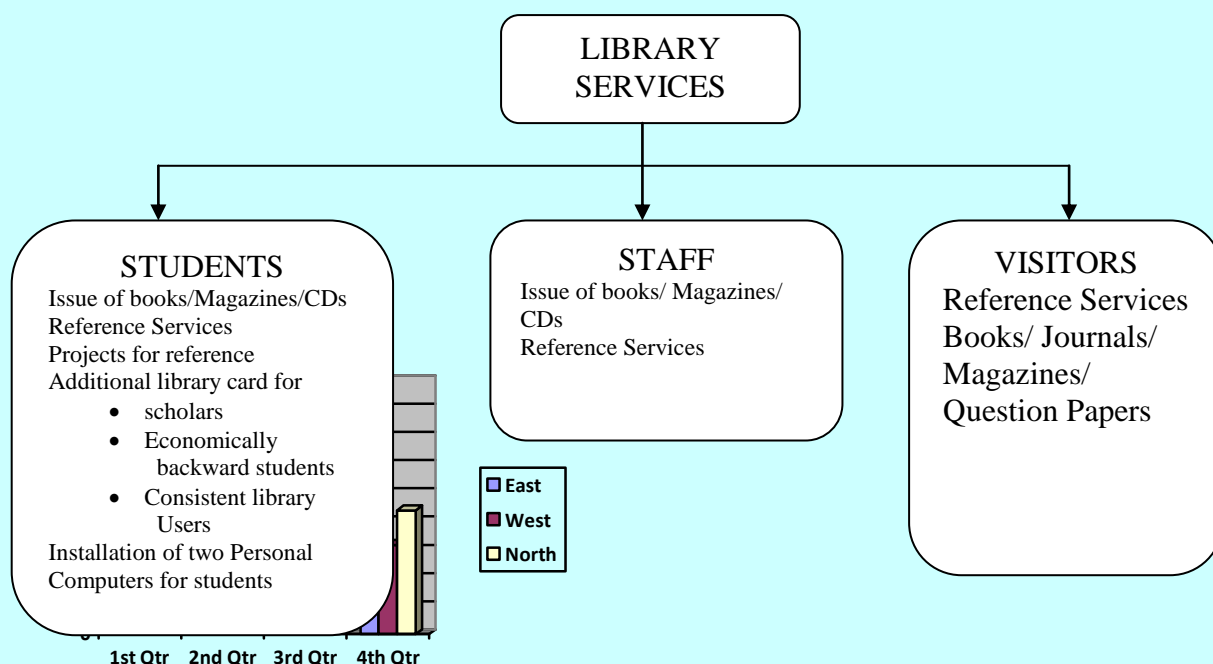 LIBRARY
SERVICES
STUDENTS
Issue of books/Magazines/CDs
Reference Services
Projects for reference
Additional library card for
• scholars
• Economically
backward students
• Consistent library
Users
Installation of two Personal
Computers for students
STAFF
Issue of books/ Magazines/
CDs
Reference Services
VISITORS
Reference Services
Books/ Journals/
Magazines/
Question Papers
East
West
North
1st Qtr 2nd Qtr 3rd Qtr 4th Qtr